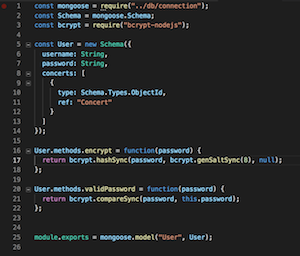 1 const mongoose = require("../db/connection");
2 const Schema = mongoose.Schema;
3 const bcrypt = require("bcrypt-nodejs");
4
5 const User = new Schema({
6 username: String,
7 password: String,
8 concerts: [
9 {
10 type: Schema.Types.ObjectId,
11 ref: "Concert"
12 }
13 ]
14 });
15
16 User.methods.encrypt = function(password) {
17 return bcrypt.hashSync(password, bcrypt.genSaltSync(8), null);
18 };
19
20 User.methods.validPassword = function(password) {
21 return bcrypt.compareSync(password, this.password);
22 };
23
24
25 module.exports = mongoose.model("User", User);
26